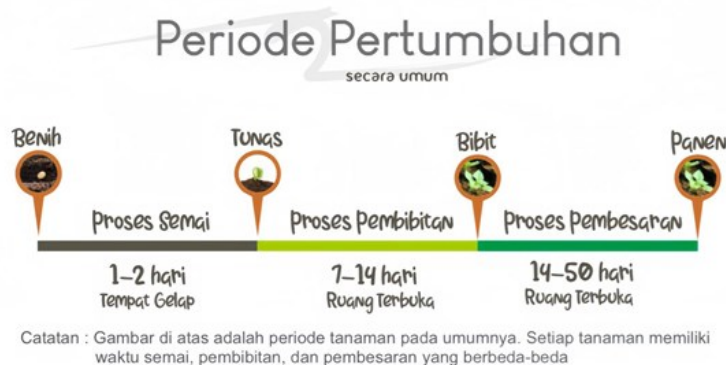 Periode Pertumbuhan
secara umum
Benih
Tunas
Bibit
Panen
Proses Semai
Proses Pembibitan
Proses Pembesaran
1-2 hari
Tempat Gelap
7-14 hari
Ruang Terbuka
14-50 hari
Ruang Terbuka
Catatan : Gambar di atas adalah periode tanaman pada umumnya. Setiap tanaman memiliki
waktu semai, pembibitan, dan pembesaran yang berbeda-beda